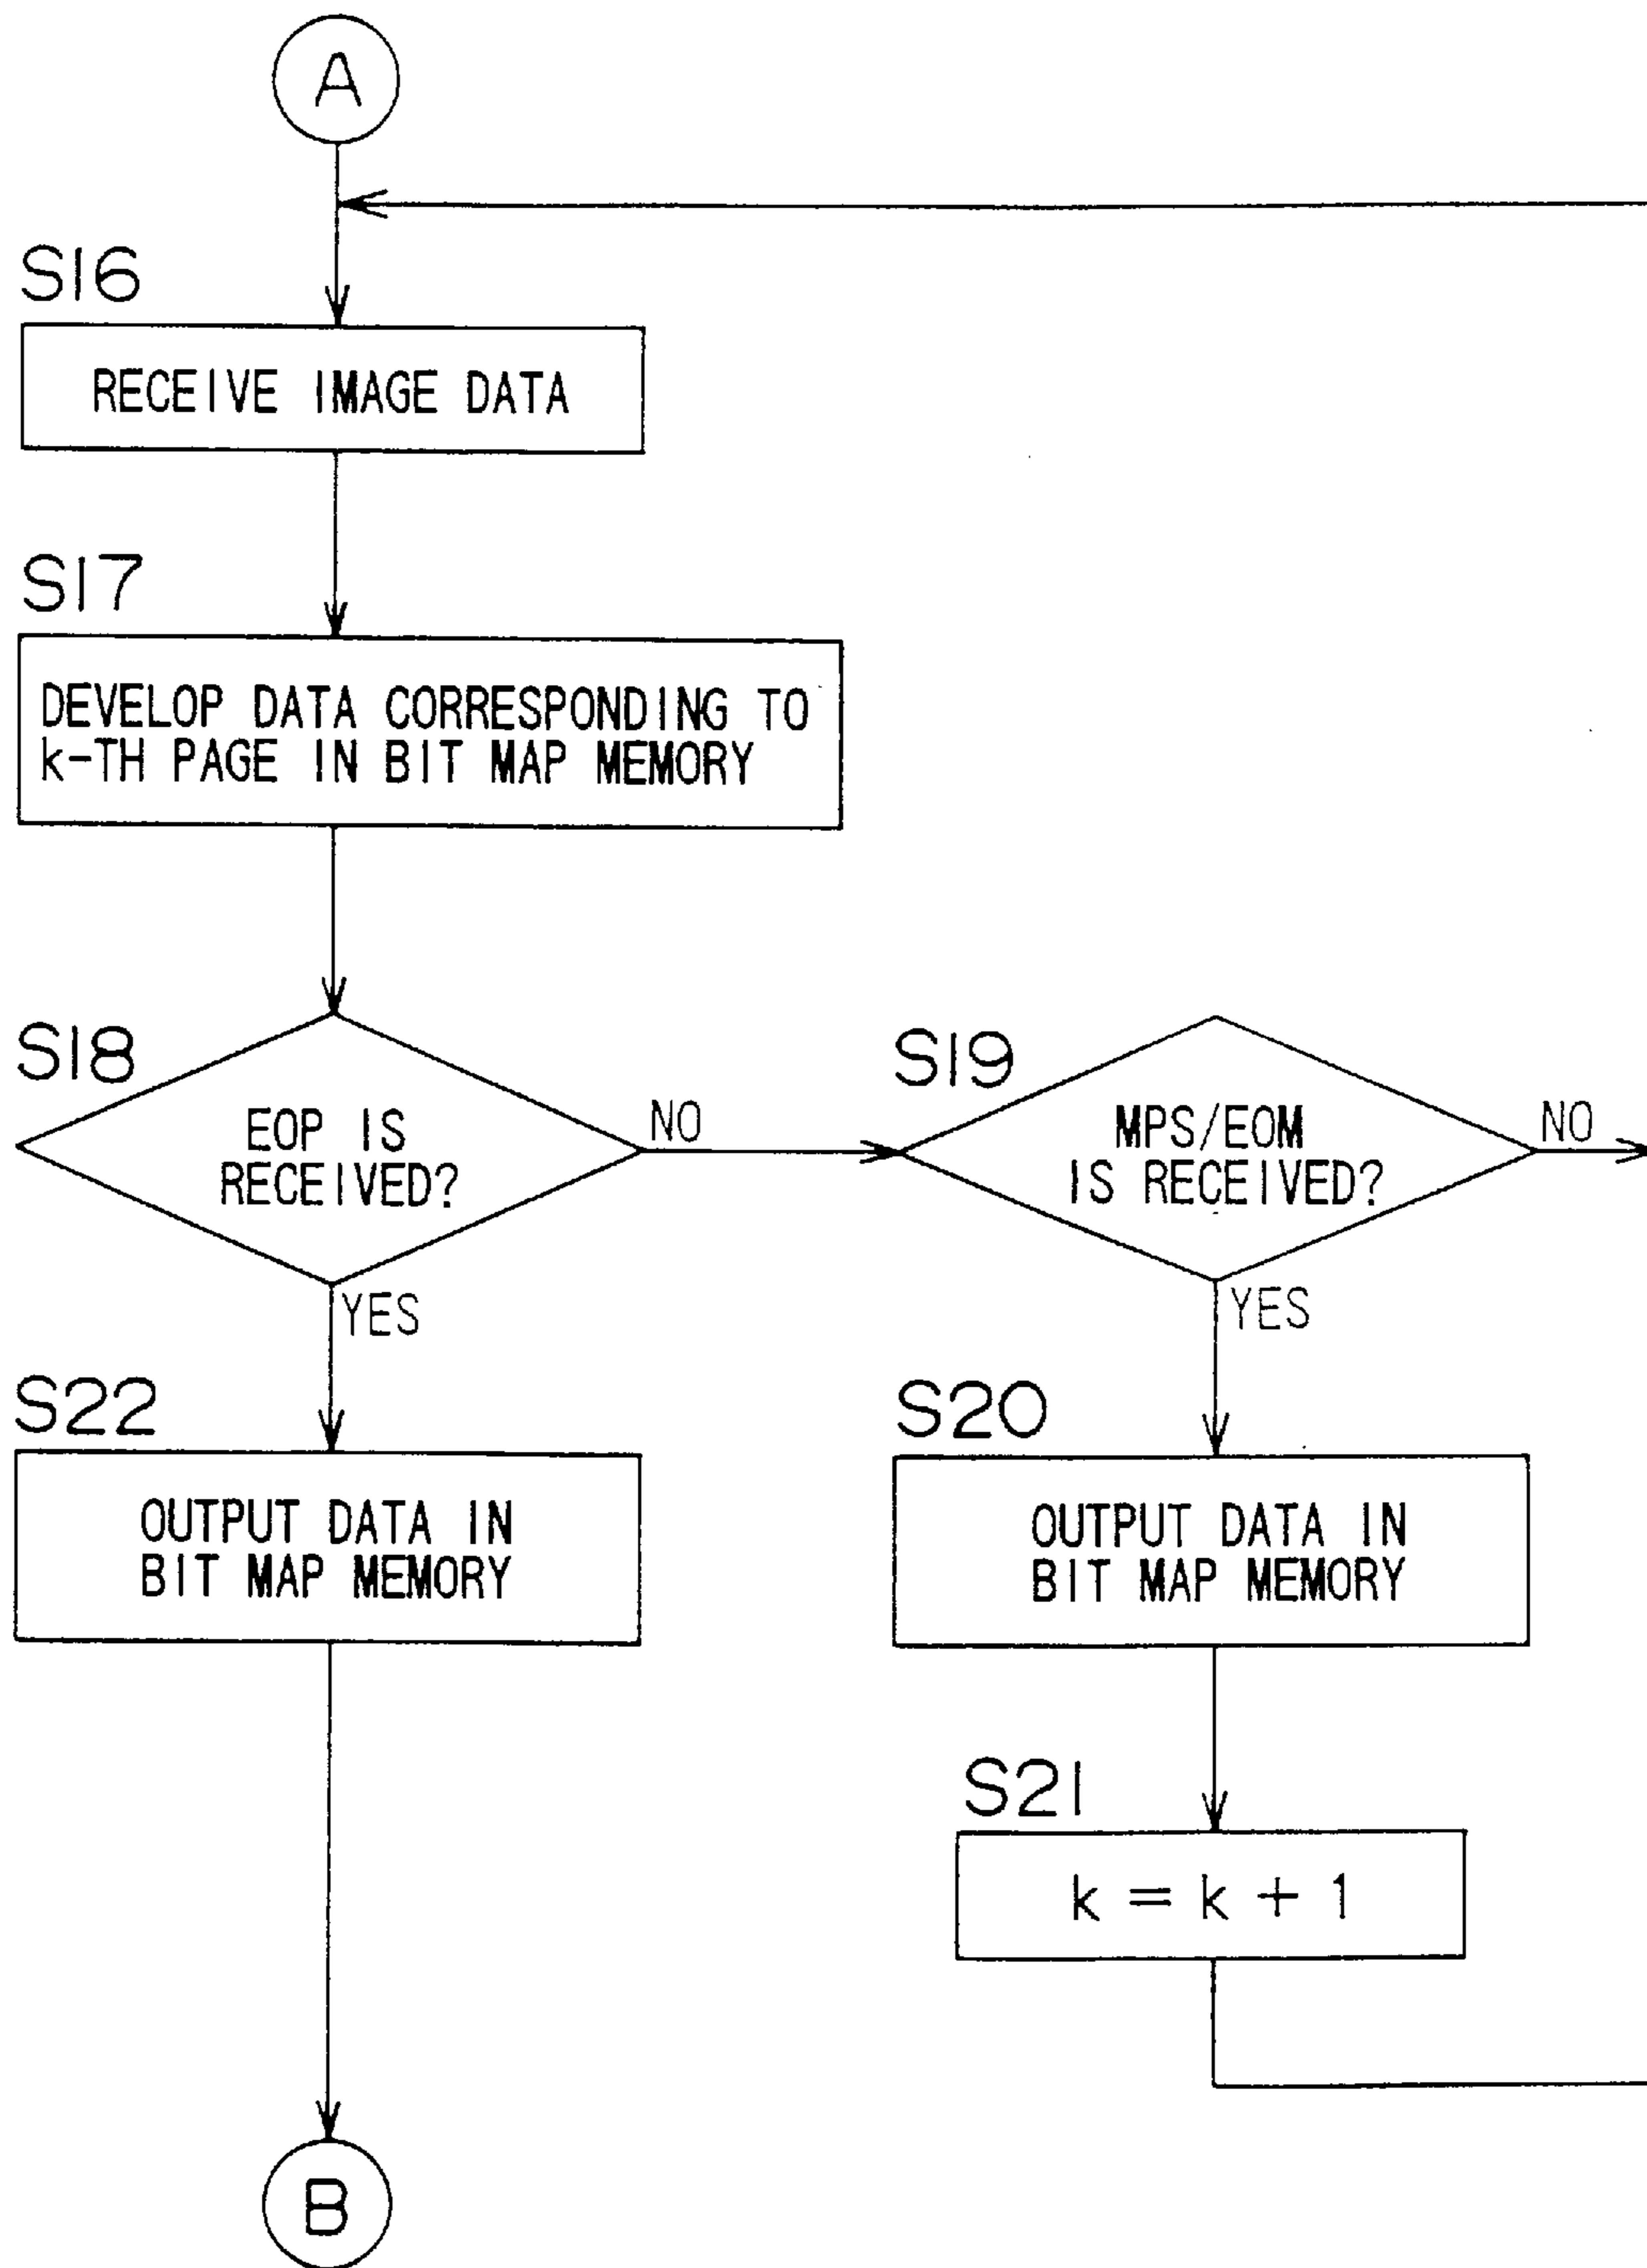 A
S16
RECEIVE IMAGE DATA
S17
DEVELOP DATA CORRESPONDING TO
k-TH PAGE IN BIT MAP MEMORY
S18
EOP IS
RECEIVED?
NO
YES
S19
MPS/EOM
IS RECEIVED?
NO
YES
S22
OUTPUT DATA IN
BIT MAP MEMORY
S20
OUTPUT DATA IN
BIT MAP MEMORY
S21
k = k + 1
B